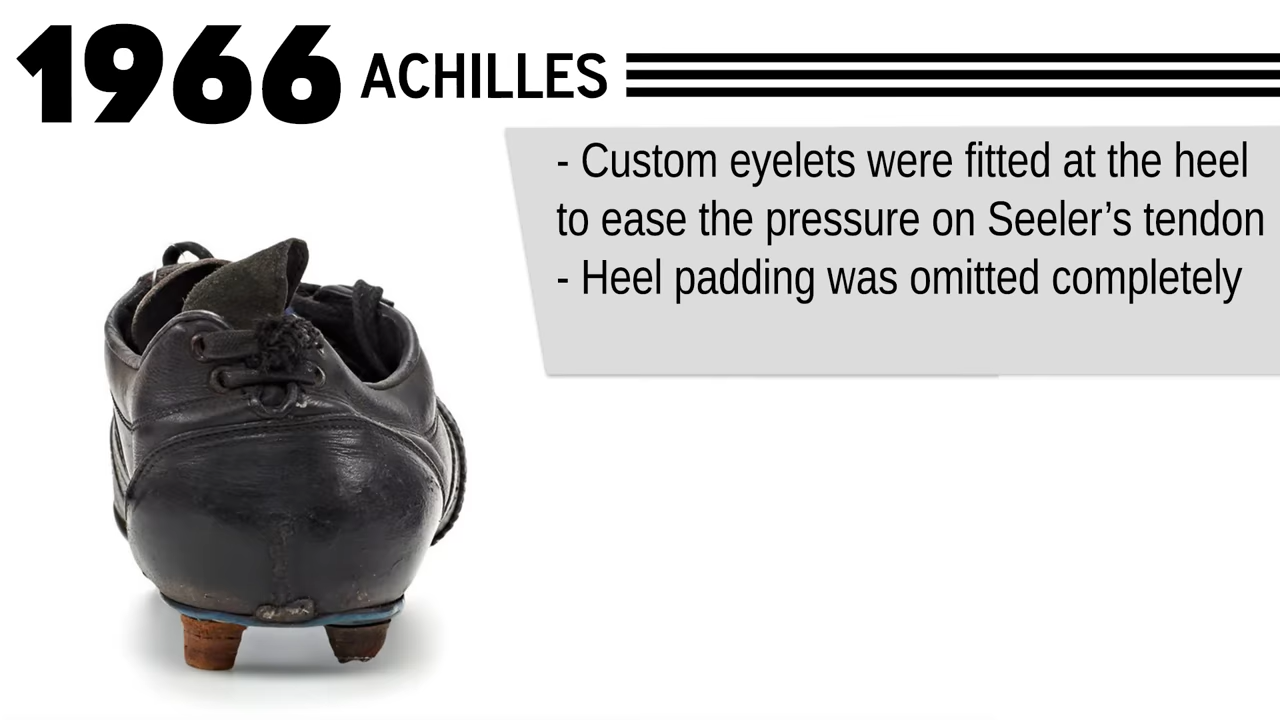 1966 ACHILLES
- Custom eyelets were fitted at the heel
to ease the pressure on Seeler’s tendon
- Heel padding was omitted completely